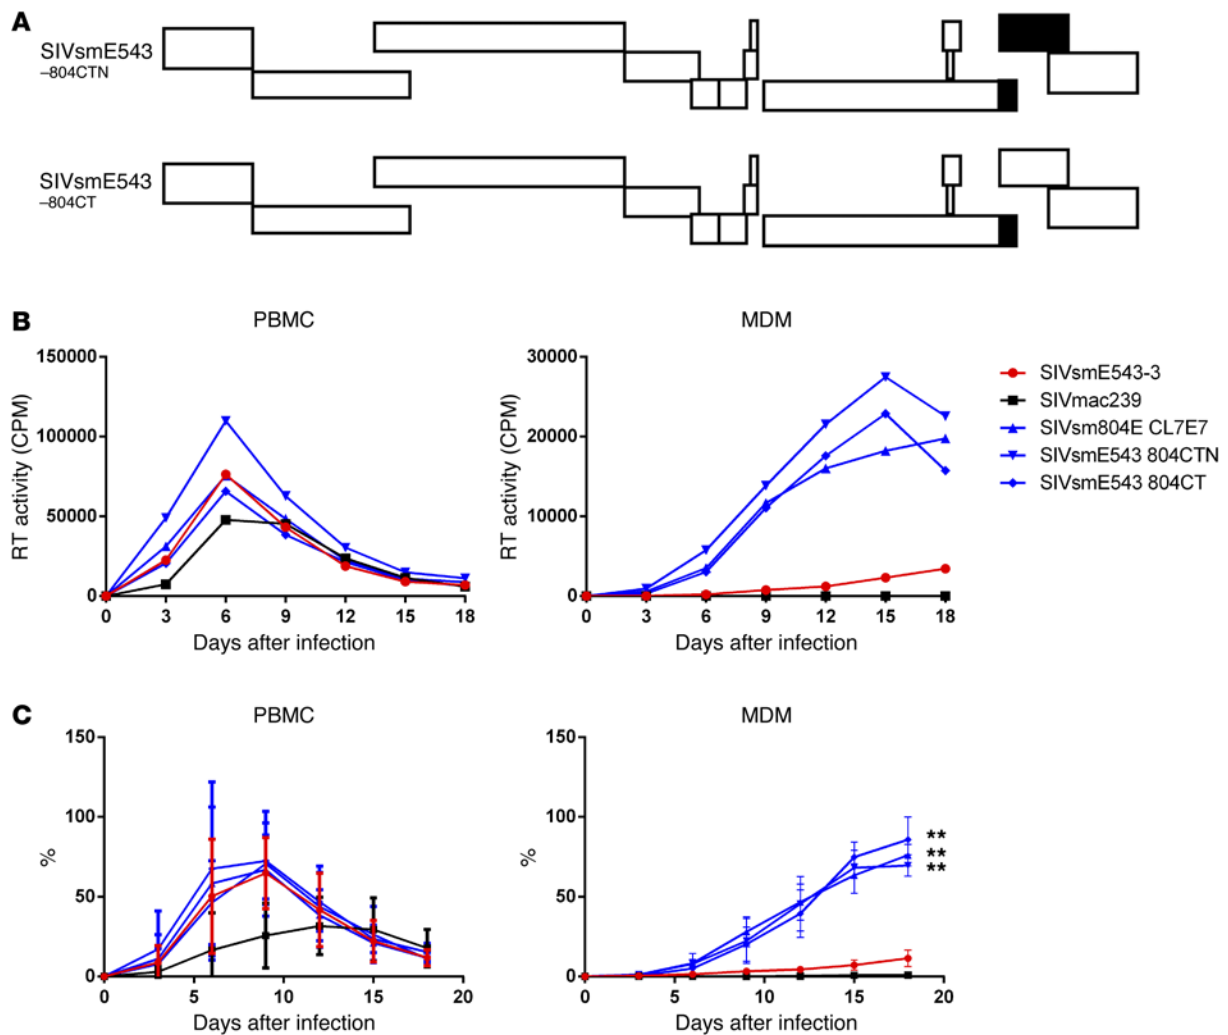 A
SIVsmE543
–804CTN
SIVsmE543
–804CT
B
PBMC
MDM
RT activity (CPM)
150000
100000
50000
0
0 3 6 9 12 15 18
Days after infection
RT activity (CPM)
30000
20000
10000
0
0 3 6 9 12 15 18
Days after infection
SIVsmE543-3
SIVmac239
SIVsm804E CL7E7
SIVsmE543 804CTN
SIVsmE543 804CT
C
PBMC
MDM
%
150
100
50
0
0 5 10 15 20
Days after infection
%
150
100
50
0
0 5 10 15 20
Days after infection
**
**
**